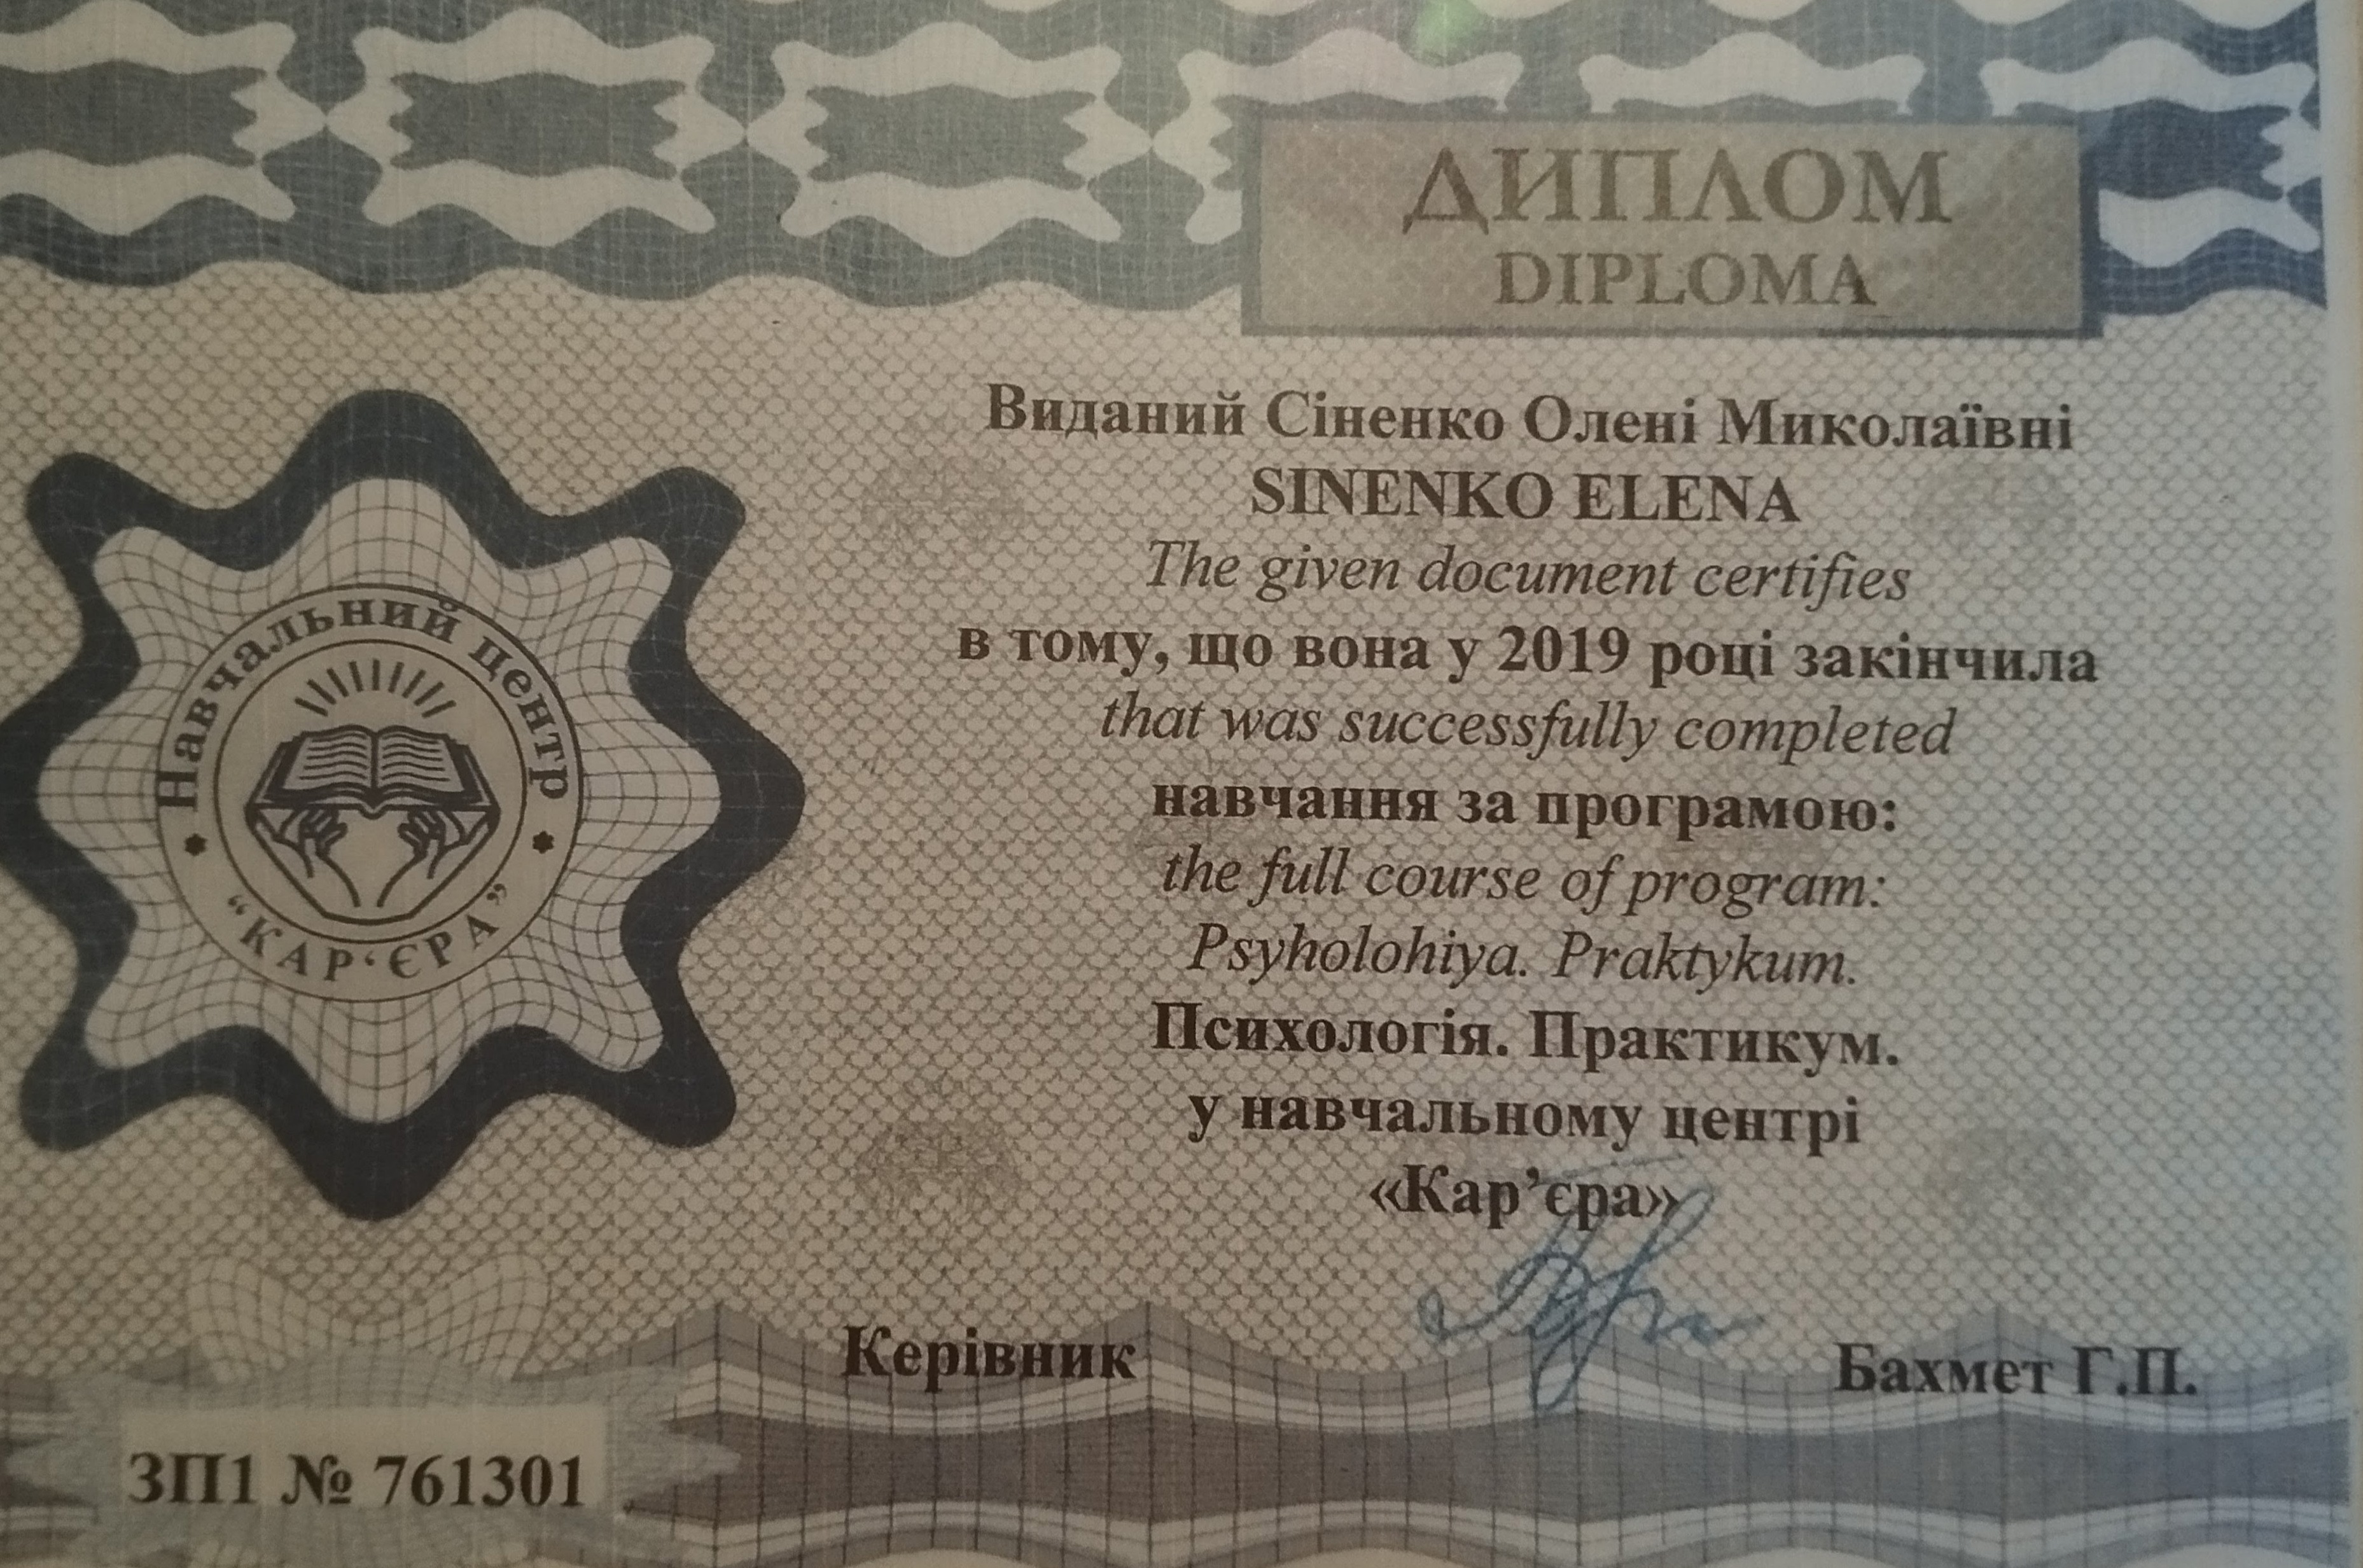 ДИПЛОМ
DIPLOMA
Виданий Сіненко Олені Миколаївні
SINENKO ELENA
The given document certifies
в тому, що вона у 2019 році закінчила
that was successfully completed
навчання за програмою:
the full course of program:
Psyholohiya. Praktykum.
Психологія. Практикум.
у навчальному центрі
«Кар’єра»
Навчальний центр
“КАР‘ЄРА”
Керівник Бахмет Г.П.
ЗП1 № 761301